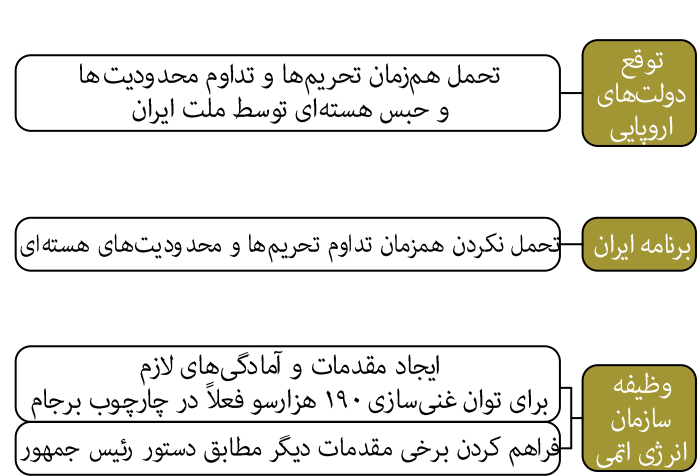 توقع
دولت‌های
اروپایی
تحمل هم‌زمان تحریم‌ها و تداوم محدودیت‌ها
و حبس هسته‌ای توسط ملت ایران
برنامه ایران
تحمل نکردن همزمان تداوم تحریم‌ها و محدودیت‌های هسته‌ای
وظیفه
سازمان
انرژی اتمی
ایجاد مقدمات و آمادگی‌های لازم
برای توان غنی‌سازی ۱۹۰ هزارسو فعلاً در چارچوب برجام
فراهم کردن برخی مقدمات دیگر مطابق دستور رئیس جمهور